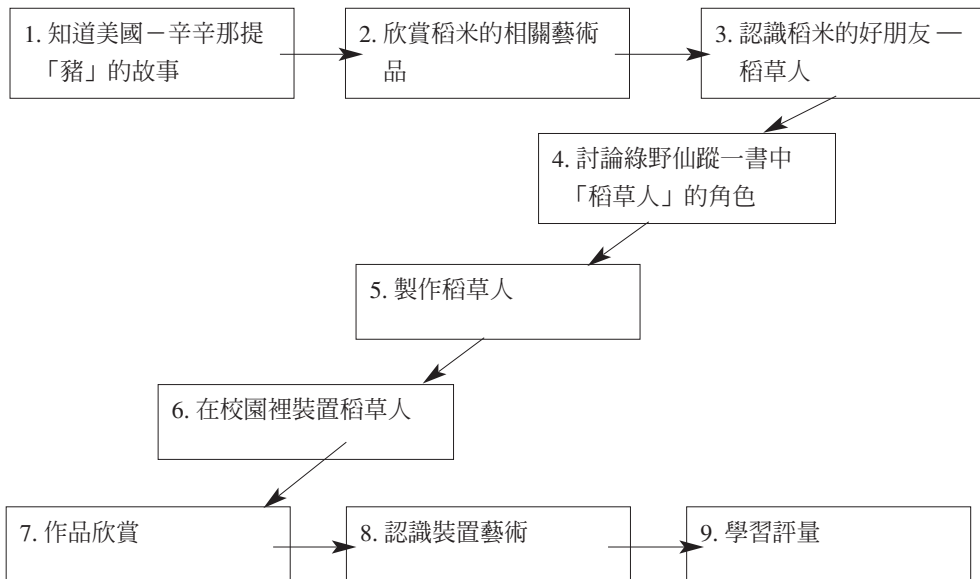 1. 知道美國－辛辛那提
「豬」的故事
2. 欣賞稻米的相關藝術
品
3. 認識稻米的好朋友 —
稻草人
4. 討論綠野仙蹤一書中
「稻草人」的角色
5. 製作稻草人
6. 在校園裡裝置稻草人
7. 作品欣賞
8. 認識裝置藝術
9. 學習評量